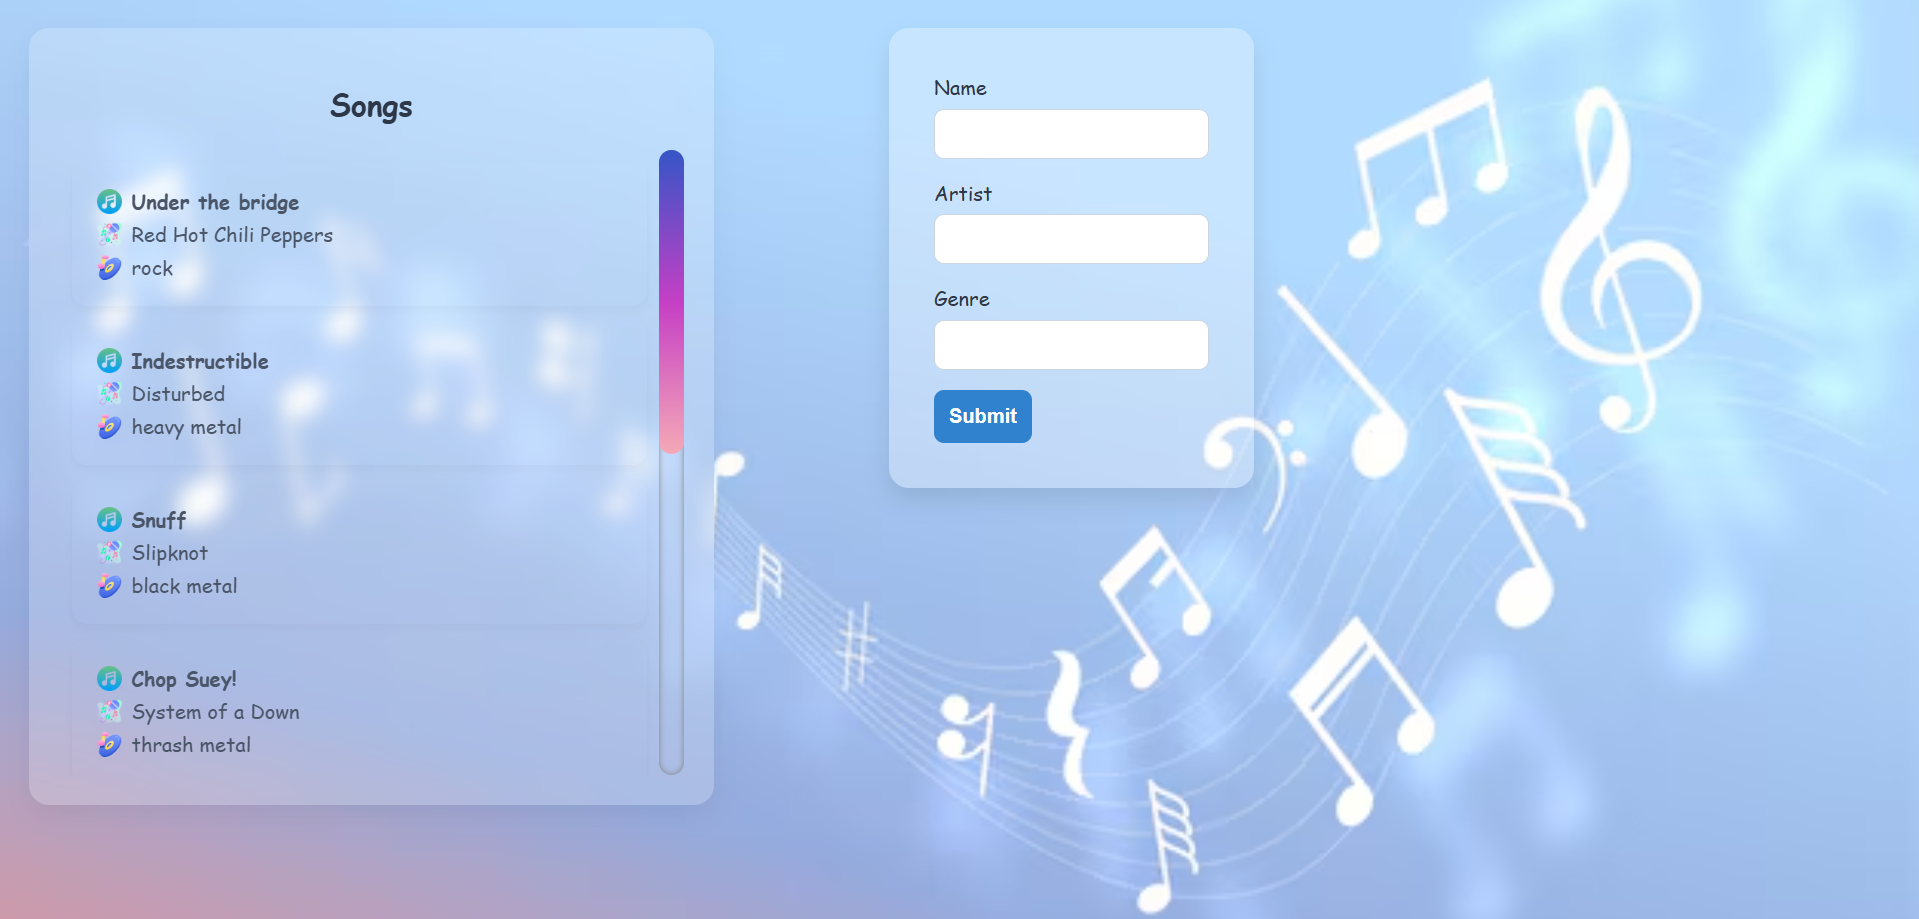 Songs
Under the bridge
Red Hot Chili Peppers
rock
Indestructible
Disturbed
heavy metal
Snuff
Slipknot
black metal
Chop Suey!
System of a Down
thrash metal
Name
Artist
Genre
Submit